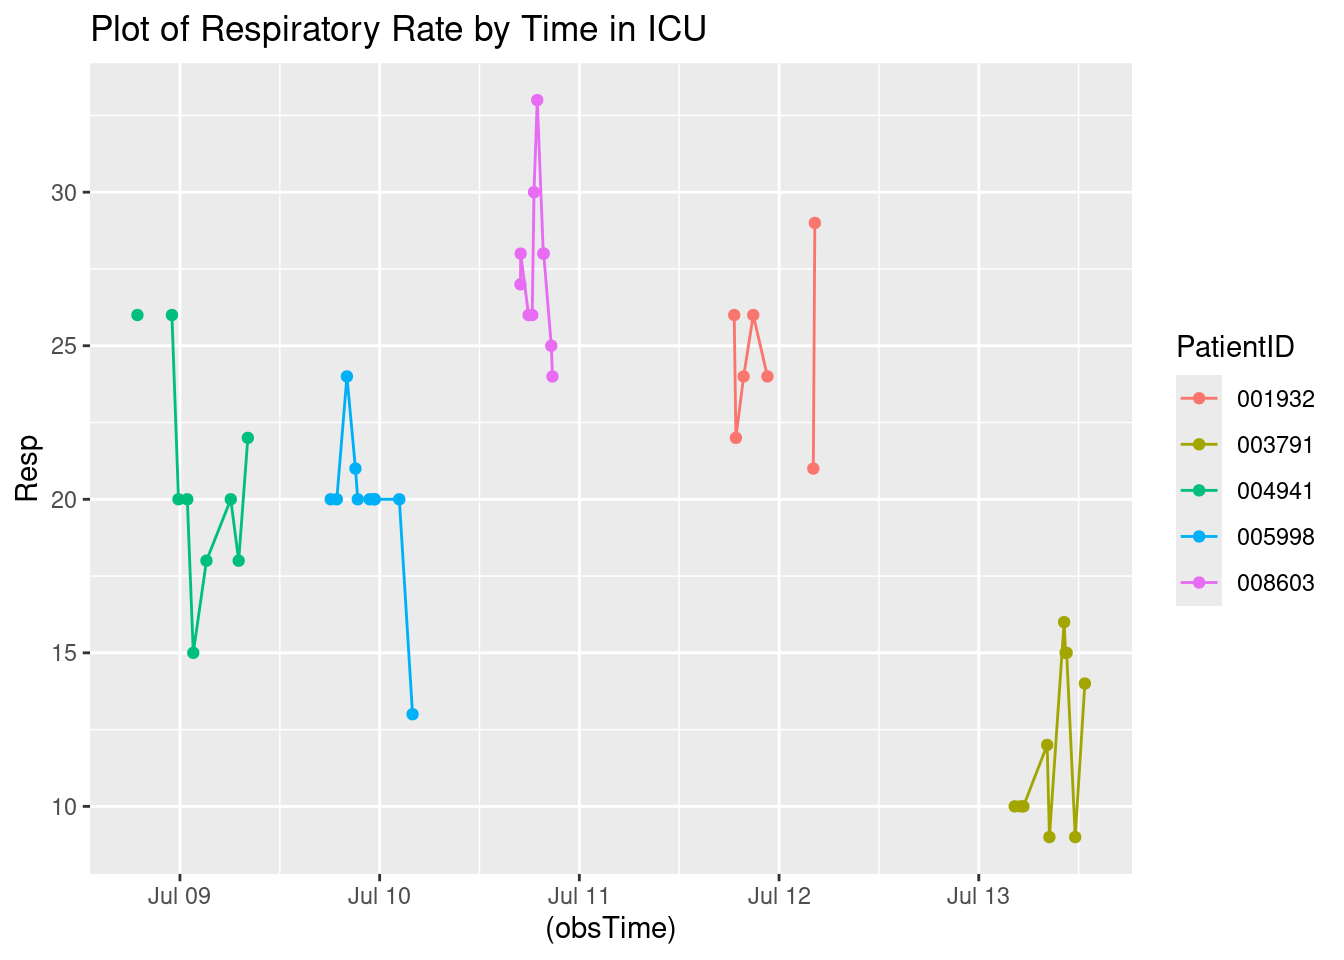 Plot of Respiratory Rate by Time in ICU
30
25
20
15
10
Resp
Jul 09
Jul 10
Jul 11
Jul 12
Jul 13
(obsTime)
PatientID
001932
003791
004941
005998
008603